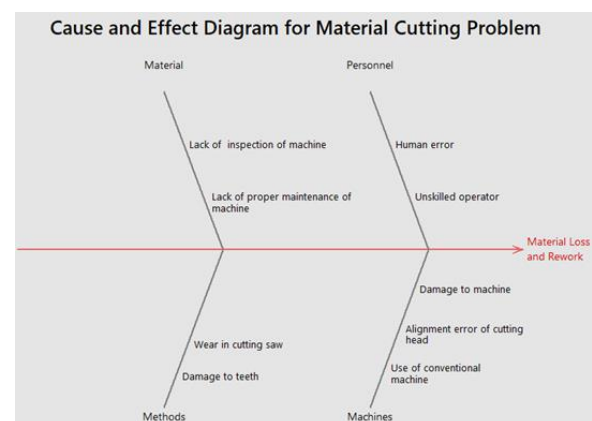 Cause and Effect Diagram for Material Cutting Problem
Material
Personnel
Lack of inspection of machine
Human error
Lack of proper maintenance of
machine
Unskilled operator
Material Loss
and Rework
Damage to machine
Alignment error of cutting
head
Wear in cutting saw
Use of conventional
machine
Damage to teeth
Methods
Machines